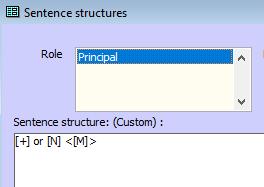 Sentence structures
Role
Principal
Sentence structure: (Custom) :
[+] or [N] <[M]>